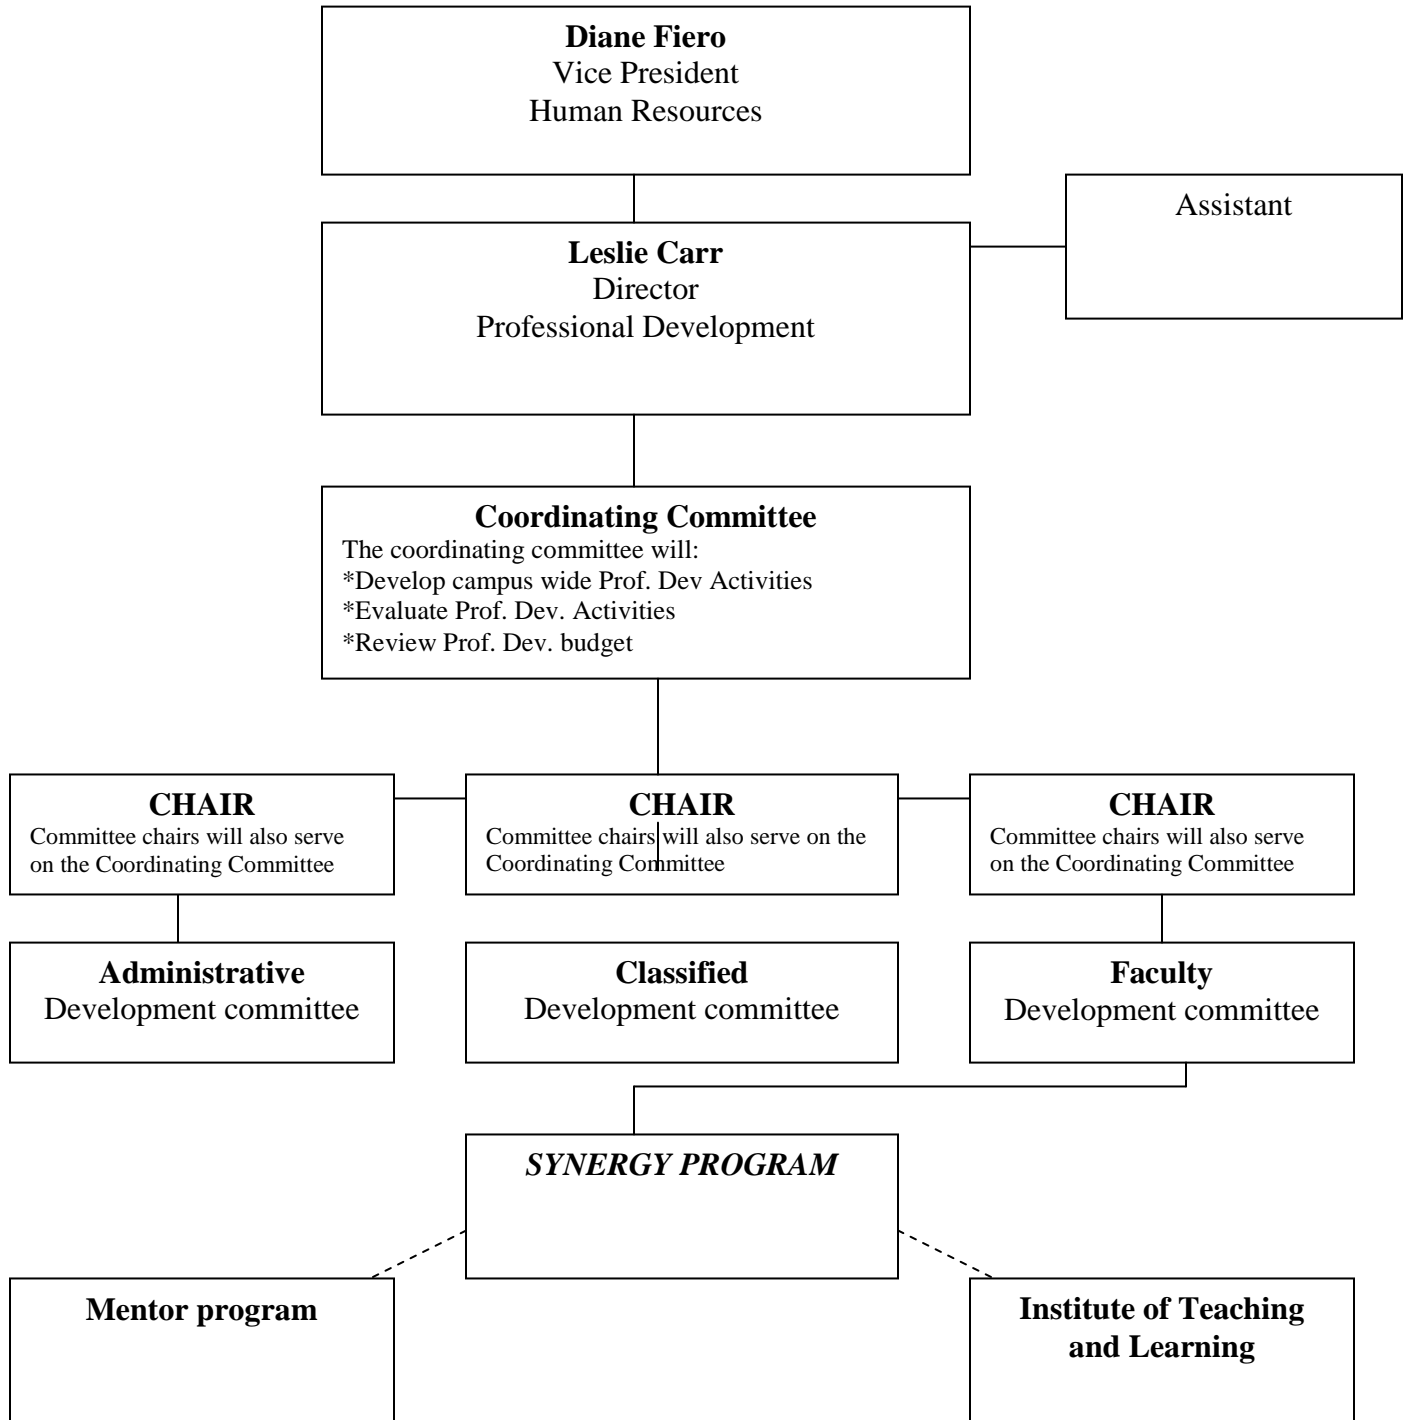 Diane Fiero
Vice President
Human Resources
Assistant
Leslie Carr
Director
Professional Development
Coordinating Committee
The coordinating committee will:
*Develop campus wide Prof. Dev Activities
*Evaluate Prof. Dev. Activities
*Review Prof. Dev. budget
CHAIR
Committee chairs will also serve
on the Coordinating Committee
CHAIR
Committee chairs will also serve on the
Coordinating Committee
CHAIR
Committee chairs will also serve
on the Coordinating Committee
Administrative
Development committee
Classified
Development committee
Faculty
Development committee
SYNERGY PROGRAM
Mentor program
Institute of Teaching
and Learning